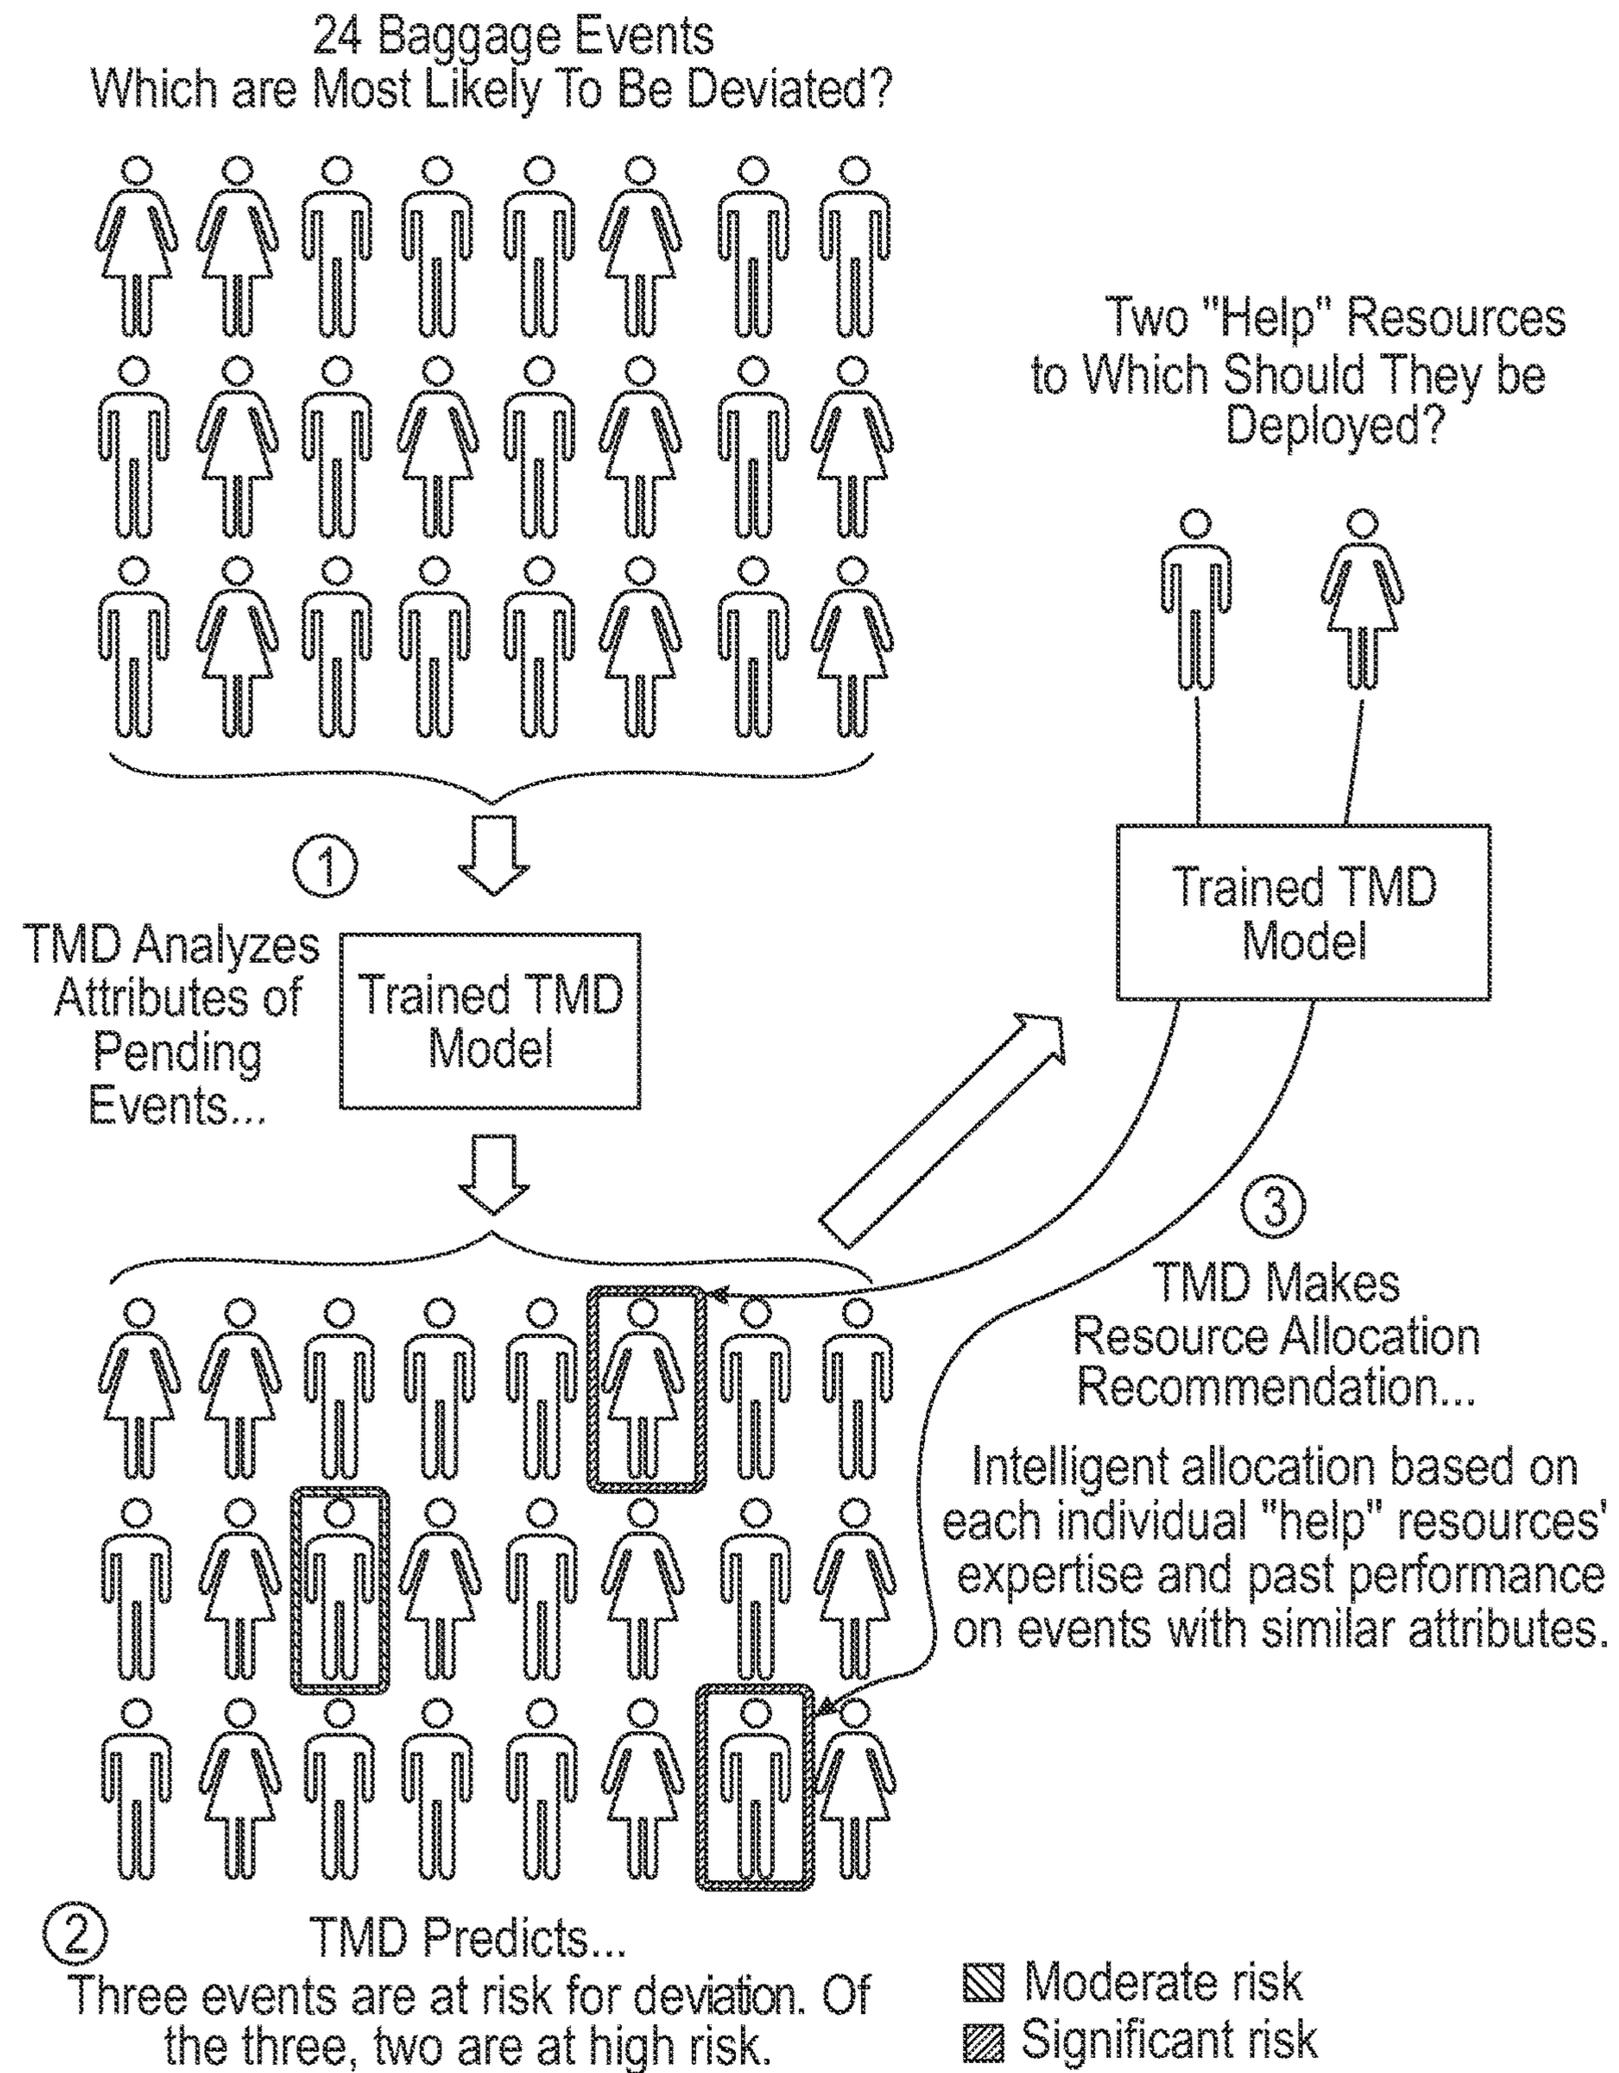 24 Baggage Events
Which are Most Likely To Be Deviated?
Two "Help" Resources
to Which Should They be
Deployed?
1
TMD Analyzes
Attributes of
Pending
Events...
Trained TMD
Model
Trained TMD
Model
3
TMD Makes
Resource Allocation
Recommendation...
Intelligent allocation based on
each individual "help" resources'
expertise and past performance
on events with similar attributes.
2
TMD Predicts...
Three events are at risk for deviation. Of
the three, two are at high risk.
Moderate risk
Significant risk